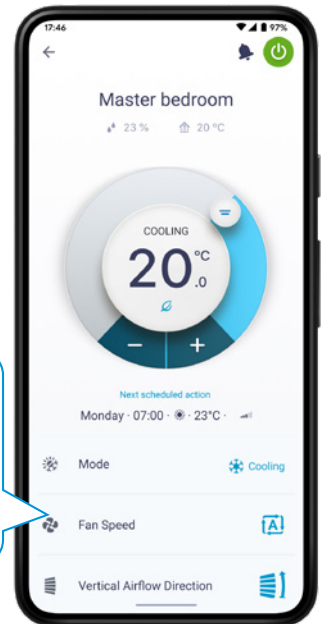 17:46
97%
Master bedroom
23 % 20 °C
COOLING
20.0 °C
− +
Next scheduled action
Monday · 07:00 · 23°C ·
Mode Cooling
Fan Speed A
Vertical Airflow Direction